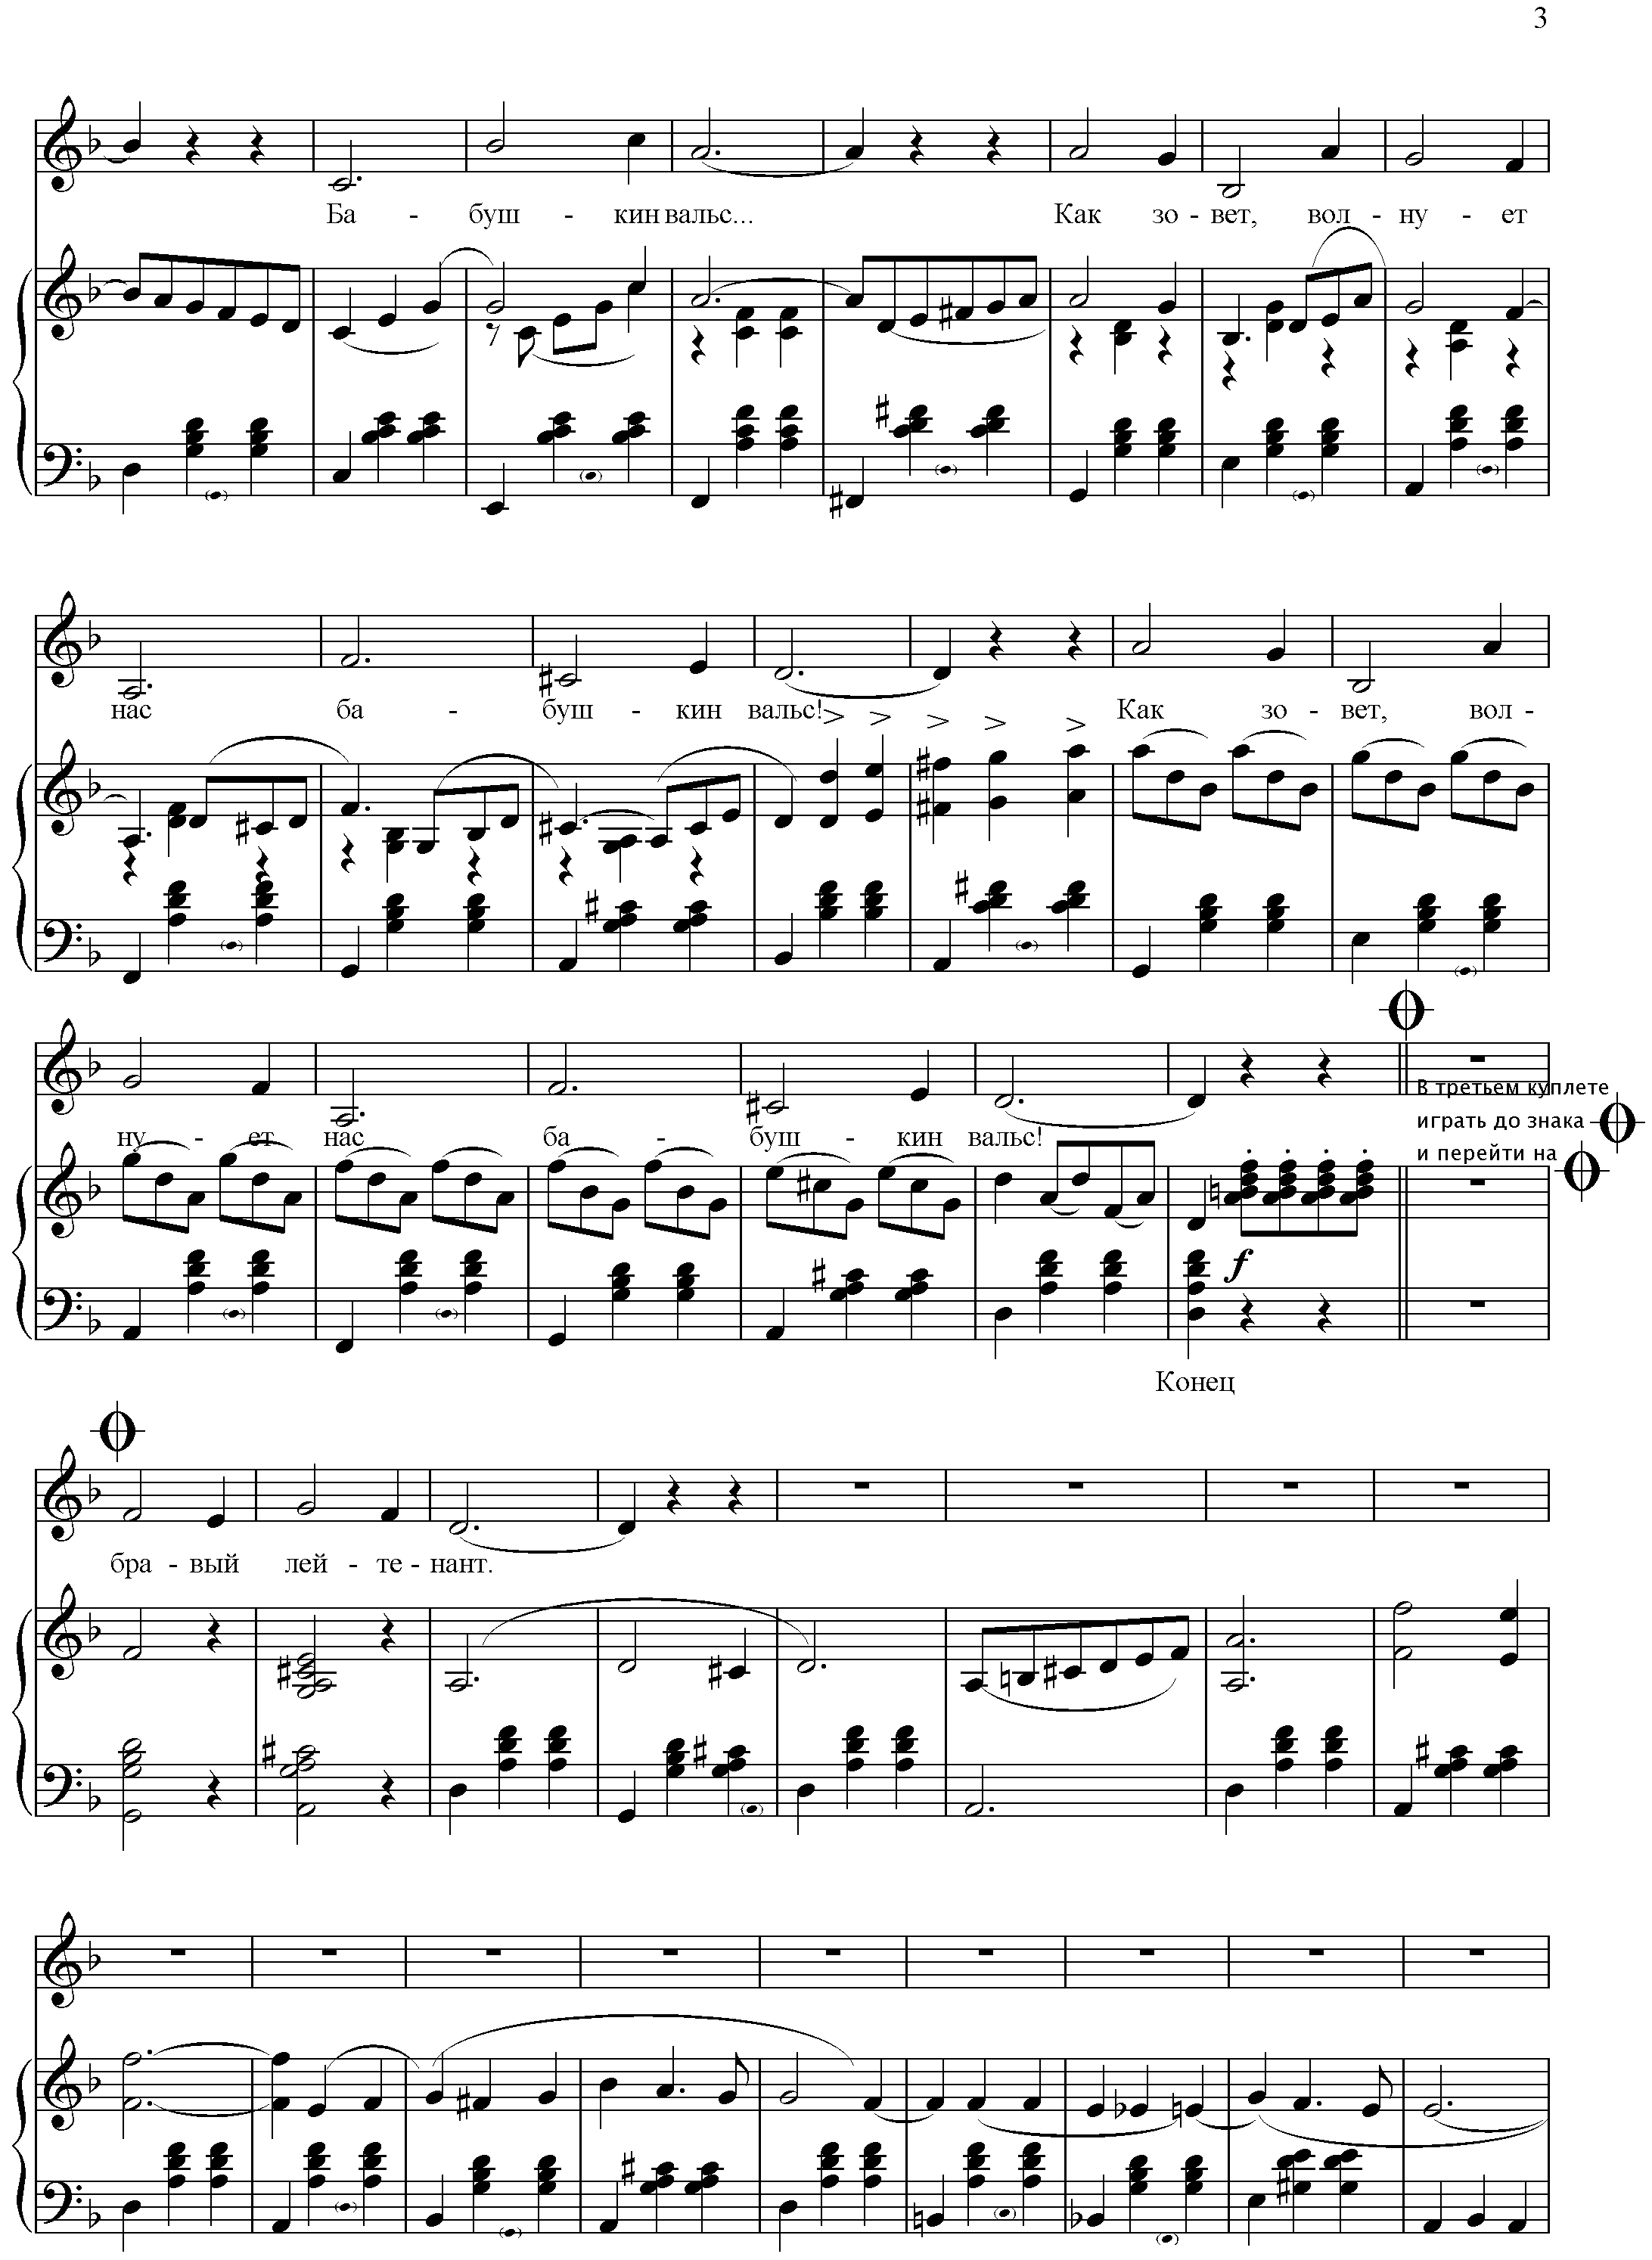 3
Ба - буш - кин вальс... Как зо - вет, вол - ну - ет
нас ба - буш - кин вальс! Как зо - вет, вол -
ну - ет нас ба - буш - кин вальс!
В третьем куплете
играть до знака
и перейти на
f
Конец
бра - вый лей - те - нант.